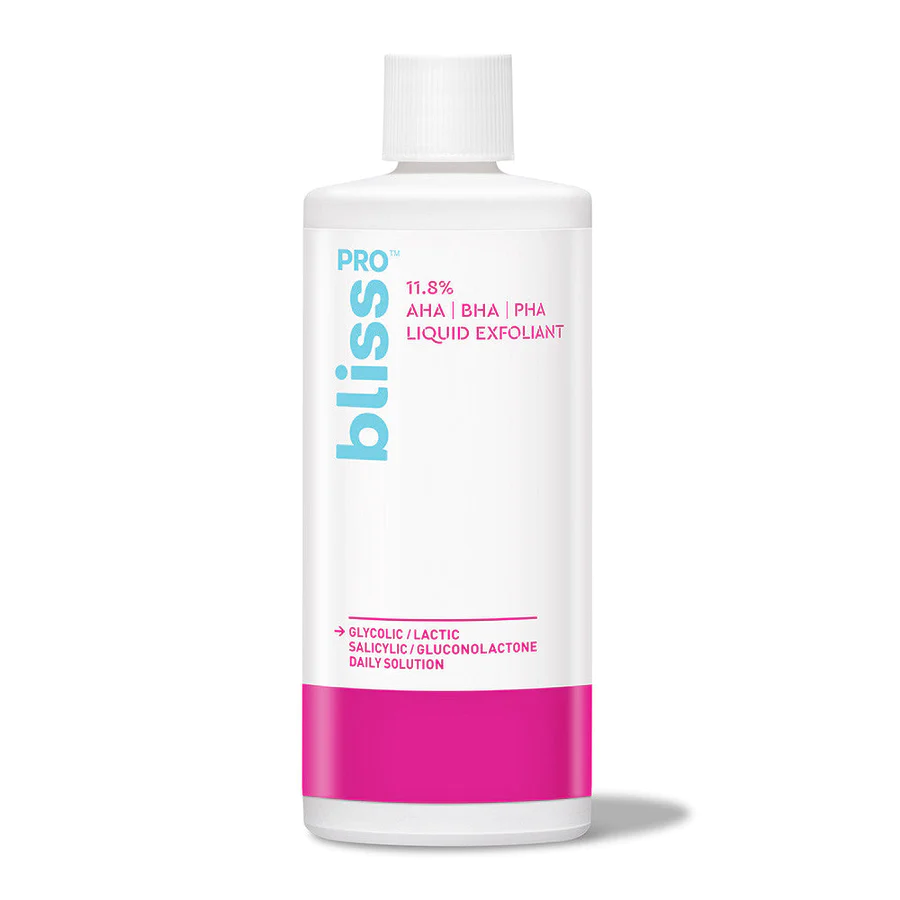 PRO™
bliss
11.8%
AHA | BHA | PHA
LIQUID EXFOLIANT
→ GLYCOLIC / LACTIC
SALICYLIC / GLUCONOLACTONE
DAILY SOLUTION